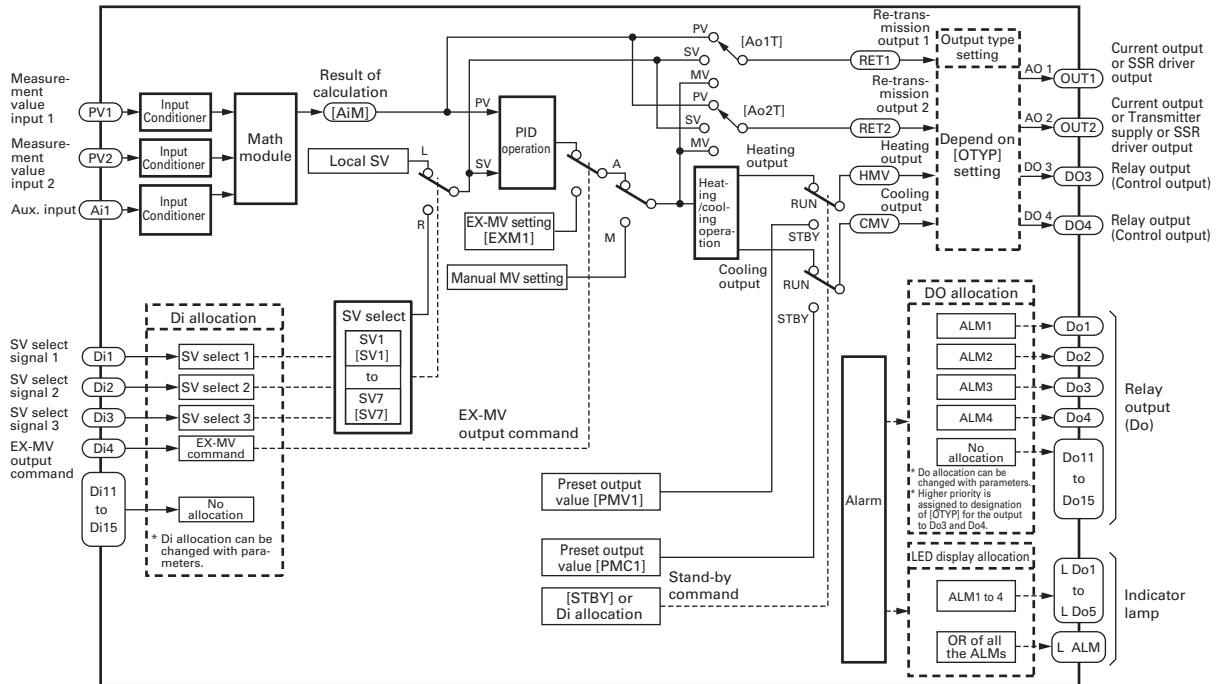 Measure-
ment
value
input 1
PV1
Input
Conditioner
Measure-
ment
value
input 2
PV2
Input
Conditioner
Aux. input
Ai1
Input
Conditioner
Math
module
Result of
calculation
[AiM]
Local SV
L
R
PV
SV
PID
operation
EX-MV setting
[EXM1]
Manual MV setting
A
M
PV
SV
MV
[Ao1T]
PV
SV
MV
[Ao2T]
Re-trans-
mission
output 1
RET1
Re-trans-
mission
output 2
RET2
Heating
output
Heat-
ing
/cool-
ing
opera-
tion
Cooling
output
RUN
STBY
RUN
STBY
Heating
output
HMV
Cooling
output
CMV
Output type
setting
Depend on
[OTYP]
setting
AO 1
OUT1
Current output
or SSR driver
output
AO 2
OUT2
Current output
or Transmitter
supply or SSR
driver output
DO 3
DO3
Relay output
(Control output)
DO 4
DO4
Relay output
(Control output)
SV select
signal 1
Di1
SV select
signal 2
Di2
SV select
signal 3
Di3
EX-MV
output
command
Di4
Di11
to
Di15
Di allocation
SV select 1
SV select 2
SV select 3
EX-MV
command
No
allocation
* Di allocation can be
changed with para-
meters.
SV select
SV1
[SV1]
to
SV7
[SV7]
EX-MV
output command
Preset output
value [PMV1]
Preset output
value [PMC1]
Stand-by
command
[STBY] or
Di allocation
Alarm
DO allocation
ALM1
ALM2
ALM3
ALM4
No
allocation
* Do allocation can be
changed with parameters.
* Higher priority is
assigned to designation
of [OTYP] for the output
to Do3 and Do4.
Do1
Do2
Do3
Do4
Do11
to
Do15
Relay
output
(Do)
LED display allocation
ALM1 to 4
OR of all
the ALMs
L Do1
to
L Do5
L ALM
Indicator
lamp